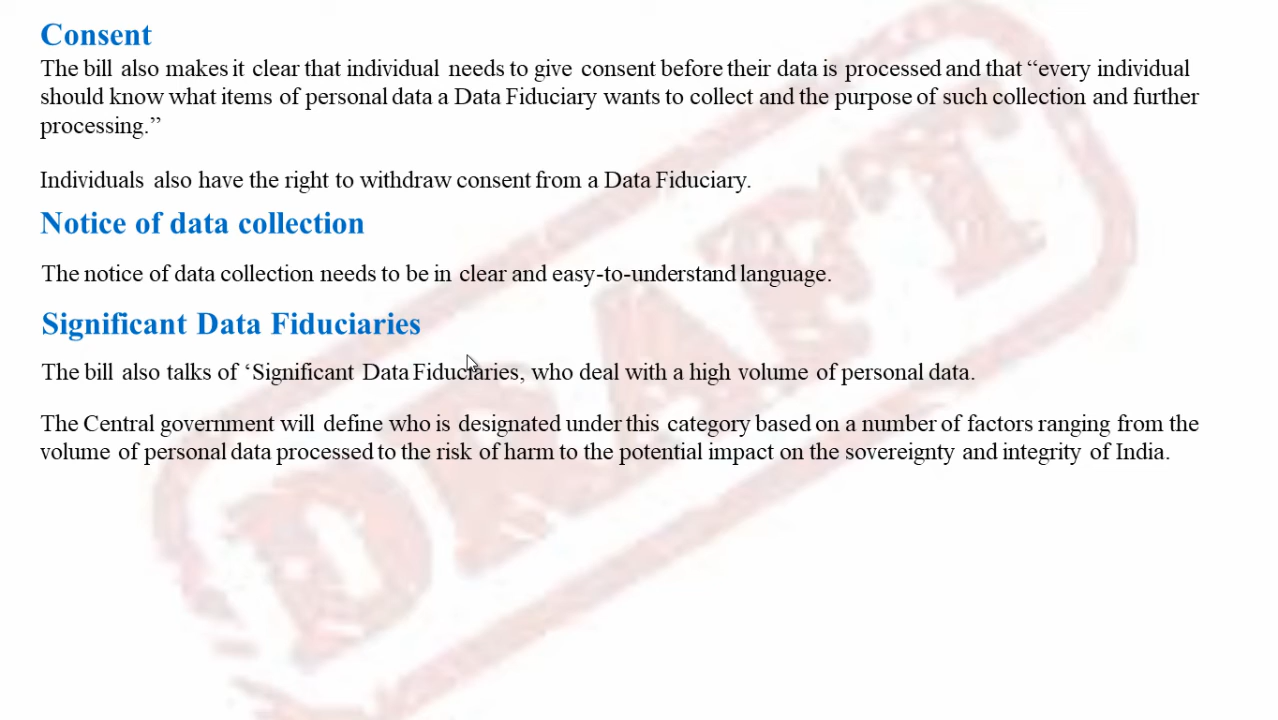 Consent
The bill also makes it clear that individual needs to give consent before their data is processed and that “every individual
should know what items of personal data a Data Fiduciary wants to collect and the purpose of such collection and further
processing.”
Individuals also have the right to withdraw consent from a Data Fiduciary.
Notice of data collection
The notice of data collection needs to be in clear and easy-to-understand language.
Significant Data Fiduciaries
The bill also talks of ‘Significant Data Fiduciaries, who deal with a high volume of personal data.
The Central government will define who is designated under this category based on a number of factors ranging from the
volume of personal data processed to the risk of harm to the potential impact on the sovereignty and integrity of India.
DRAFT